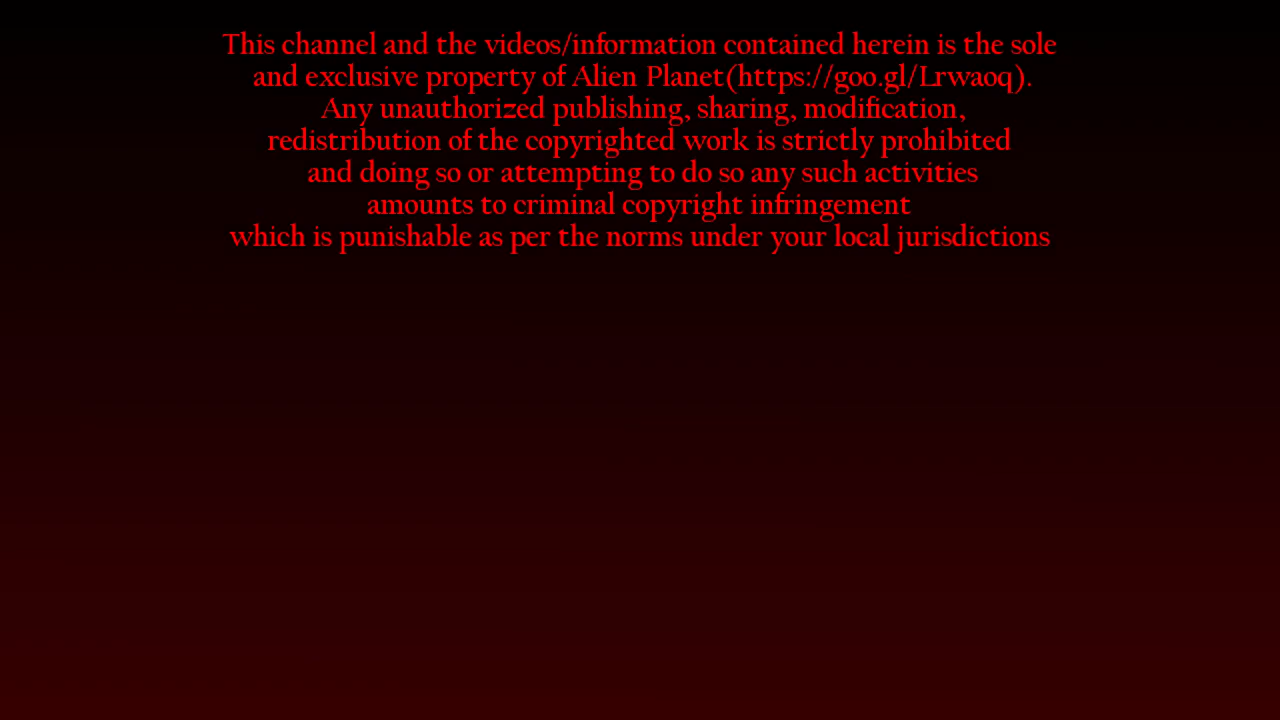 This channel and the videos/information contained herein is the sole
and exclusive property of Alien Planet(https://goo.gl/Lrwaoq).
Any unauthorized publishing, sharing, modification,
redistribution of the copyrighted work is strictly prohibited
and doing so or attempting to do so any such activities
amounts to criminal copyright infringement
which is punishable as per the norms under your local jurisdictions